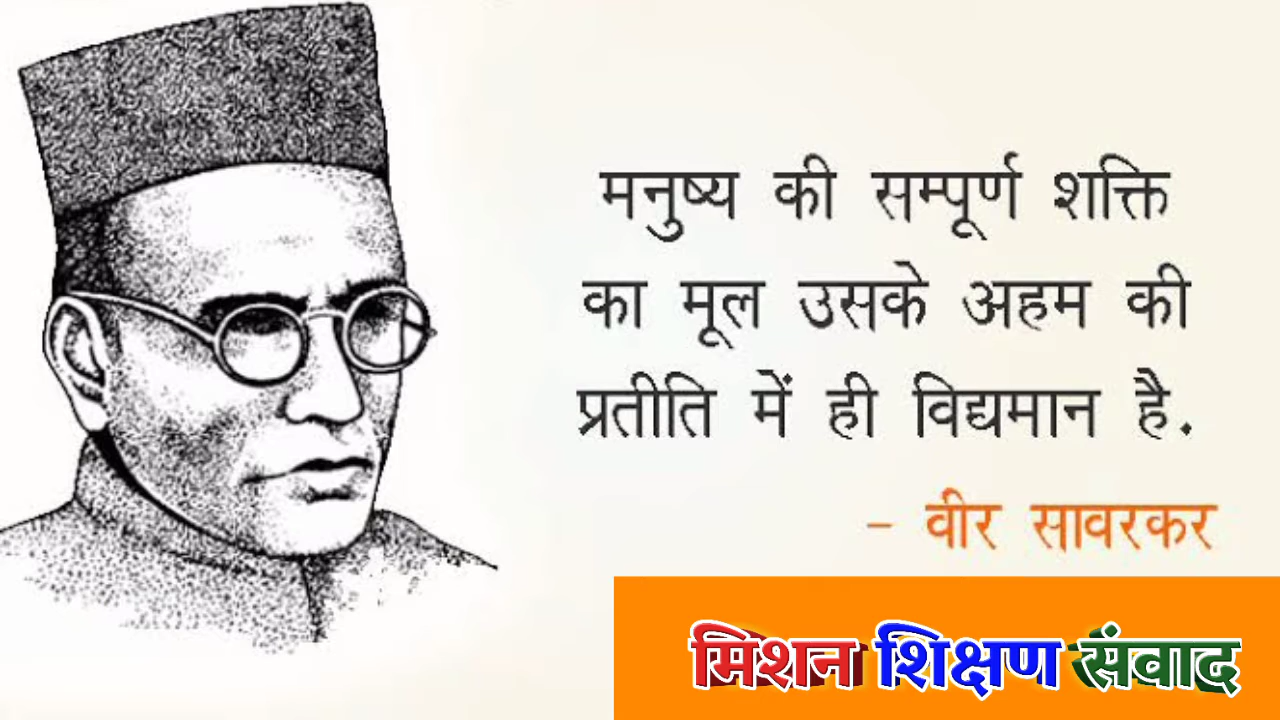 मनुष्य की सम्पूर्ण शक्ति
का मूल उसके अहम की
प्रतीति में ही विद्यमान है.
- वीर सावरकर
मिशन शिक्षण संवाद